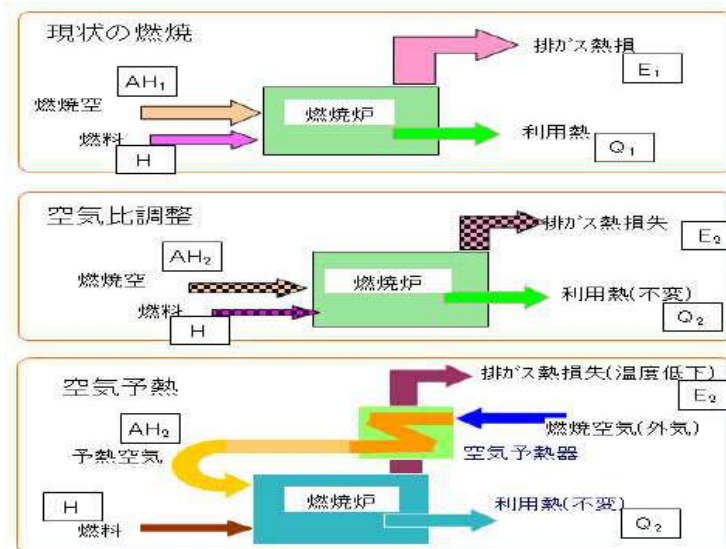 現状の燃焼
排ガス熱損
E₁
AH₁
燃焼空
燃焼炉
燃料
利用熱
H
Q₁
空気比調整
排ガス熱損失
E₂
AH₂
燃焼空
燃焼炉
利用熱(不変)
燃料
H
Q₂
空気予熱
排ガス熱損失(温度低下)
E₂
AH₂
燃焼空気(外気)
予熱空気
空気予熱器
H
燃焼炉
利用熱(不変)
燃料
Q₂